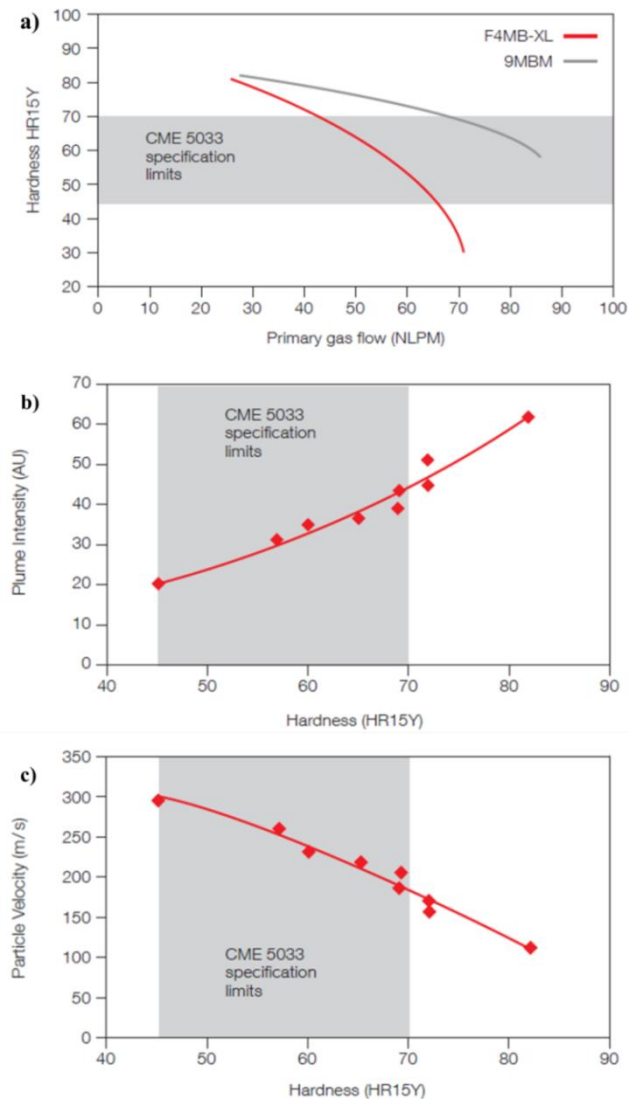 a)
Hardness HR15Y
100
90
80
70
60
50
40
30
20
F4MB-XL
9MBM
CME 5033
specification
limits
0 10 20 30 40 50 60 70 80 90 100
Primary gas flow (NLPM)
b)
Plume Intensity (AU)
70
60
50
40
30
20
10
0
CME 5033
specification
limits
40 50 60 70 80 90
Hardness (HR15Y)
c)
Particle Velocity (m/s)
350
300
250
200
150
100
50
0
CME 5033
specification
limits
40 50 60 70 80 90
Hardness (HR15Y)